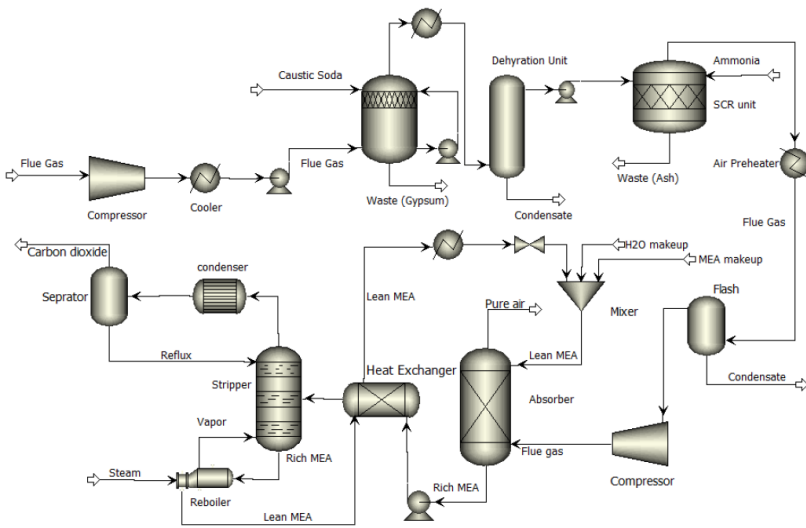 Caustic Soda
Dehyration Unit
Ammonia
SCR unit
Flue Gas
Flue Gas
Air Preheater
Waste (Ash)
Compressor
Cooler
Waste (Gypsum)
Condensate
Flue Gas
Carbon dioxide
condenser
H2O makeup
MEA makeup
Seprator
Lean MEA
Pure air
Mixer
Flash
Reflux
Stripper
Heat Exchanger
Lean MEA
Absorber
Condensate
Vapor
Rich MEA
Flue gas
Steam
Reboiler
Rich MEA
Compressor
Lean MEA